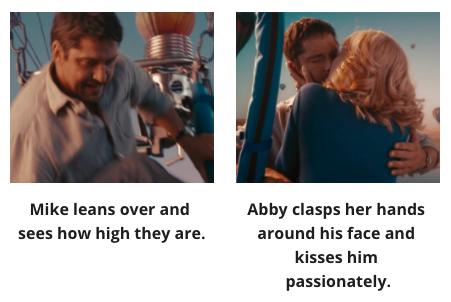 Mike leans over and
sees how high they are.
Abby clasps her hands
around his face and
kisses him
passionately.